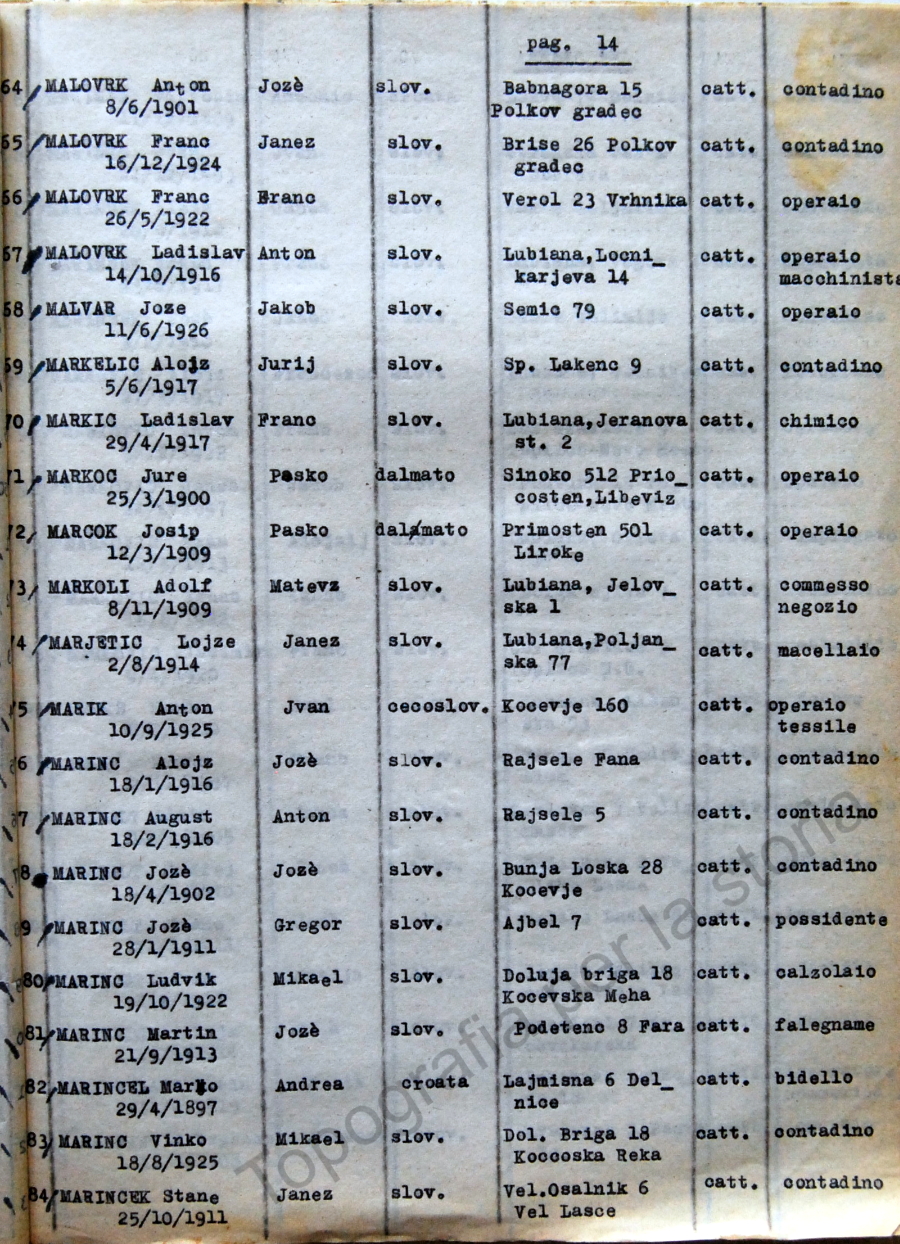 pag. 14
64 MALOVRK Anton Jozè slov. Babnagora 15 catt. contadino
8/6/1901 Polkov gradec
65 MALOVRK Franc Janez slov. Brise 26 Polkov catt. contadino
16/12/1924 gradec
66 MALOVRK Franc Franc slov. Verol 23 Vrhnika catt. operaio
26/5/1922
67 MALOVRK Ladislav Anton slov. Lubiana,Locni_ catt. operaio
14/10/1916 karjeva 14 macchinista
68 MALVAR Joze Jakob slov. Semic 79 catt. operaio
11/6/1926
69 MARKELIC Alojz Jurij slov. Sp. Lakenc 9 catt. contadino
5/6/1917
70 MARKIC Ladislav Franc slov. Lubiana,Jeranova catt. chimico
29/4/1917 st. 2
71 MARKOC Jure Pasko dalmato Sinoko 512 Prio_ catt. operaio
25/3/1900 costen,Libeviz
72 MARCOK Josip Pasko dalmato Primosten 501 catt. operaio
12/3/1909 Liroke
73 MARKOLI Adolf Matevz slov. Lubiana, Jelov_ catt. commesso
8/11/1909 ska 1 negozio
74 MARJETIC Lojze Janez slov. Lubiana,Poljan_ catt. macellaio
2/8/1914 ska 77
75 MARIK Anton Jvan cecoslov. Kocevje 160 catt. operaio
10/9/1925 tessile
76 MARINC Alojz Jozè slov. Rajsele Fana catt. contadino
18/1/1916
77 MARINC August Anton slov. Rajsele 5 catt. contadino
18/2/1916
78 MARINC Jozè Jozè slov. Bunja Loska 28 catt. contadino
18/4/1902 Kocevje
79 MARINC Jozè Gregor slov. Ajbel 7 catt. possidente
28/1/1911
80 MARINC Ludvik Mikael slov. Doluja briga 18 catt. calzolaio
19/10/1922 Kocevska Meha
81 MARINC Martin Jozè slov. Podetenc 8 Fara catt. falegname
21/9/1913
82 MARINCEL Marko Andrea croata Lajmisna 6 Del_ catt. bidello
29/4/1897 nice
83 MARINC Vinko Mikael slov. Dol. Briga 18 catt. contadino
18/8/1925 Koccoska Reka
84 MARINCEK Stane Janez slov. Vel.Osalnik 6 catt. contadino
25/10/1911 Vel Lasce
Topografia per la storia